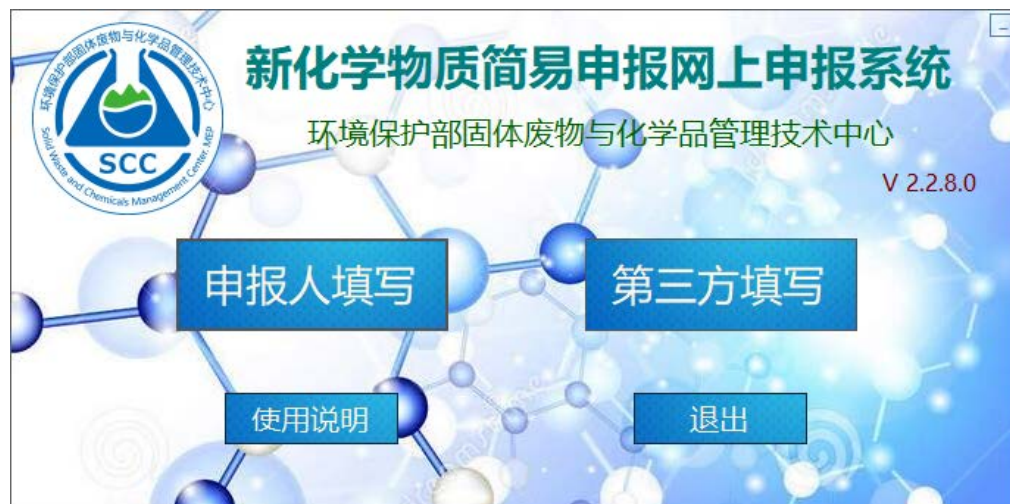 环境保护部固体废物与化学品管理技术中心
SCC
Solid Waste and Chemicals Management Center, MEP
新化学物质简易申报网上申报系统
环境保护部固体废物与化学品管理技术中心
V 2.2.8.0
申报人填写
第三方填写
使用说明
退出